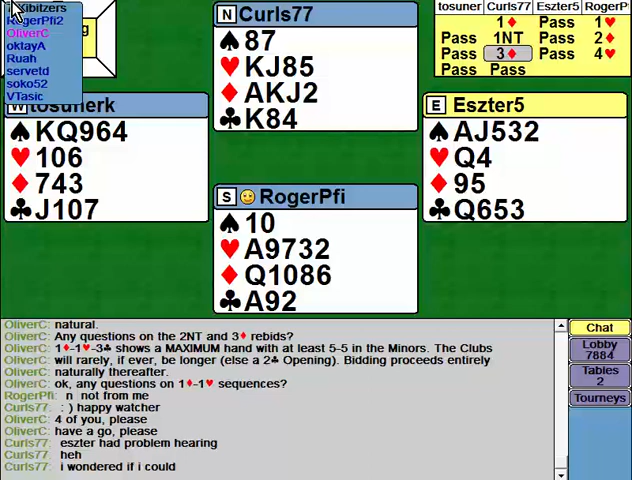 Kibitzers
RogerPfi2
OliverC
oktayA
Ruah
servetd
soko52
VTasic
g
N Curls77
♠ 87
♥ KJ85
♦ AKJ2
♣ K84
tosuner Curls77 Eszter5 RogerP
1♦ Pass 1♥
Pass 1NT Pass 2♦
Pass 3♦ Pass 4♥
Pass Pass
W tosunerk
♠ KQ964
♥ 106
♦ 743
♣ J107
E Eszter5
♠ AJ532
♥ Q4
♦ 95
♣ Q653
S RogerPfi
♠ 10
♥ A9732
♦ Q1086
♣ A92
OliverC: natural.
OliverC: Any questions on the 2NT and 3♦ rebids?
OliverC: 1♦-1♥-3♣ shows a MAXIMUM hand with at least 5-5 in the Minors. The Clubs
will rarely, if ever, be longer (else a 2♣ Opening). Bidding proceeds entirely
naturally thereafter.
OliverC: ok, any questions on 1♦-1♥ sequences?
RogerPfi: n not from me
Curls77: : ) happy watcher
OliverC: 4 of you, please
OliverC: have a go, please
Curls77: eszter had problem hearing
Curls77: heh
Curls77: i wondered if i could
Chat
Lobby
7884
Tables
2
Tourneys